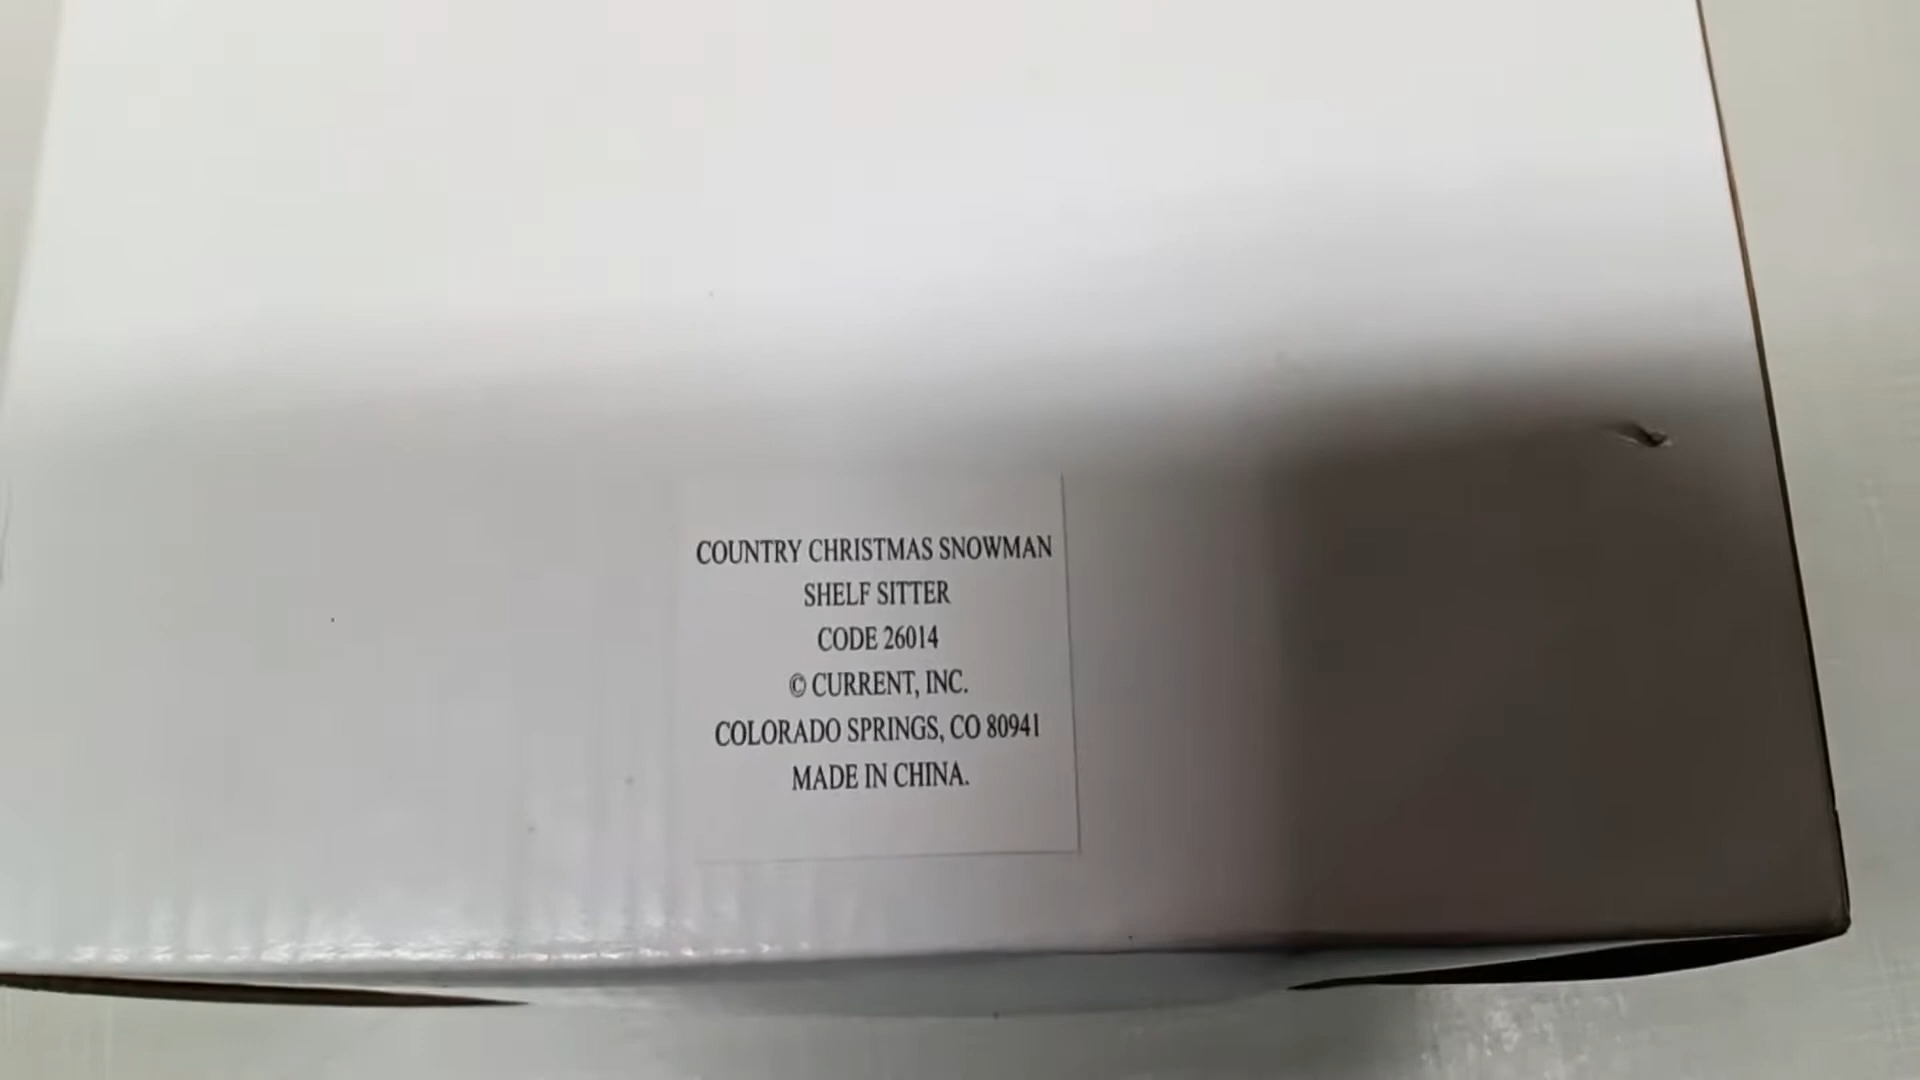 COUNTRY CHRISTMAS SNOWMAN
SHELF SITTER
CODE 26014
© CURRENT, INC.
COLORADO SPRINGS, CO 80941
MADE IN CHINA.